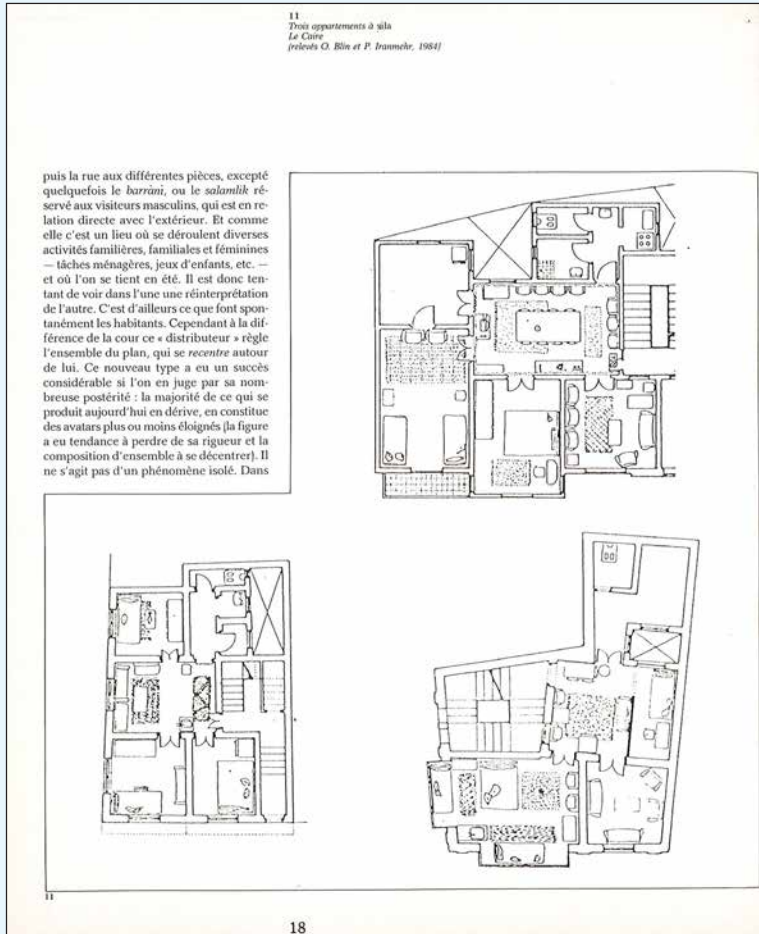 11
Trois appartements à ṣāla
Le Caire
(relevés O. Blin et P. Iranmehr, 1984)
puis la rue aux différentes pièces, excepté
quelquefois le barrànì, ou le salamlik ré-
servé aux visiteurs masculins, qui est en re-
lation directe avec l'extérieur. Et comme
elle c'est un lieu où se déroulent diverses
activités familières, familiales et féminines
— tâches ménagères, jeux d'enfants, etc. —
et où l'on se tient en été. Il est donc ten-
tant de voir dans l'une une réinterprétation
de l'autre. C'est d'ailleurs ce que font spon-
tanément les habitants. Cependant à la dif-
férence de la cour ce « distributeur » règle
l'ensemble du plan, qui se recentre autour
de lui. Ce nouveau type a eu un succès
considérable si l'on en juge par sa nom-
breuse postérité : la majorité de ce qui se
produit aujourd'hui en dérive, en constitue
des avatars plus ou moins éloignés (la figure
a eu tendance à perdre de sa rigueur et la
composition d'ensemble à se décentrer). Il
ne s'agit pas d'un phénomène isolé. Dans
11
18